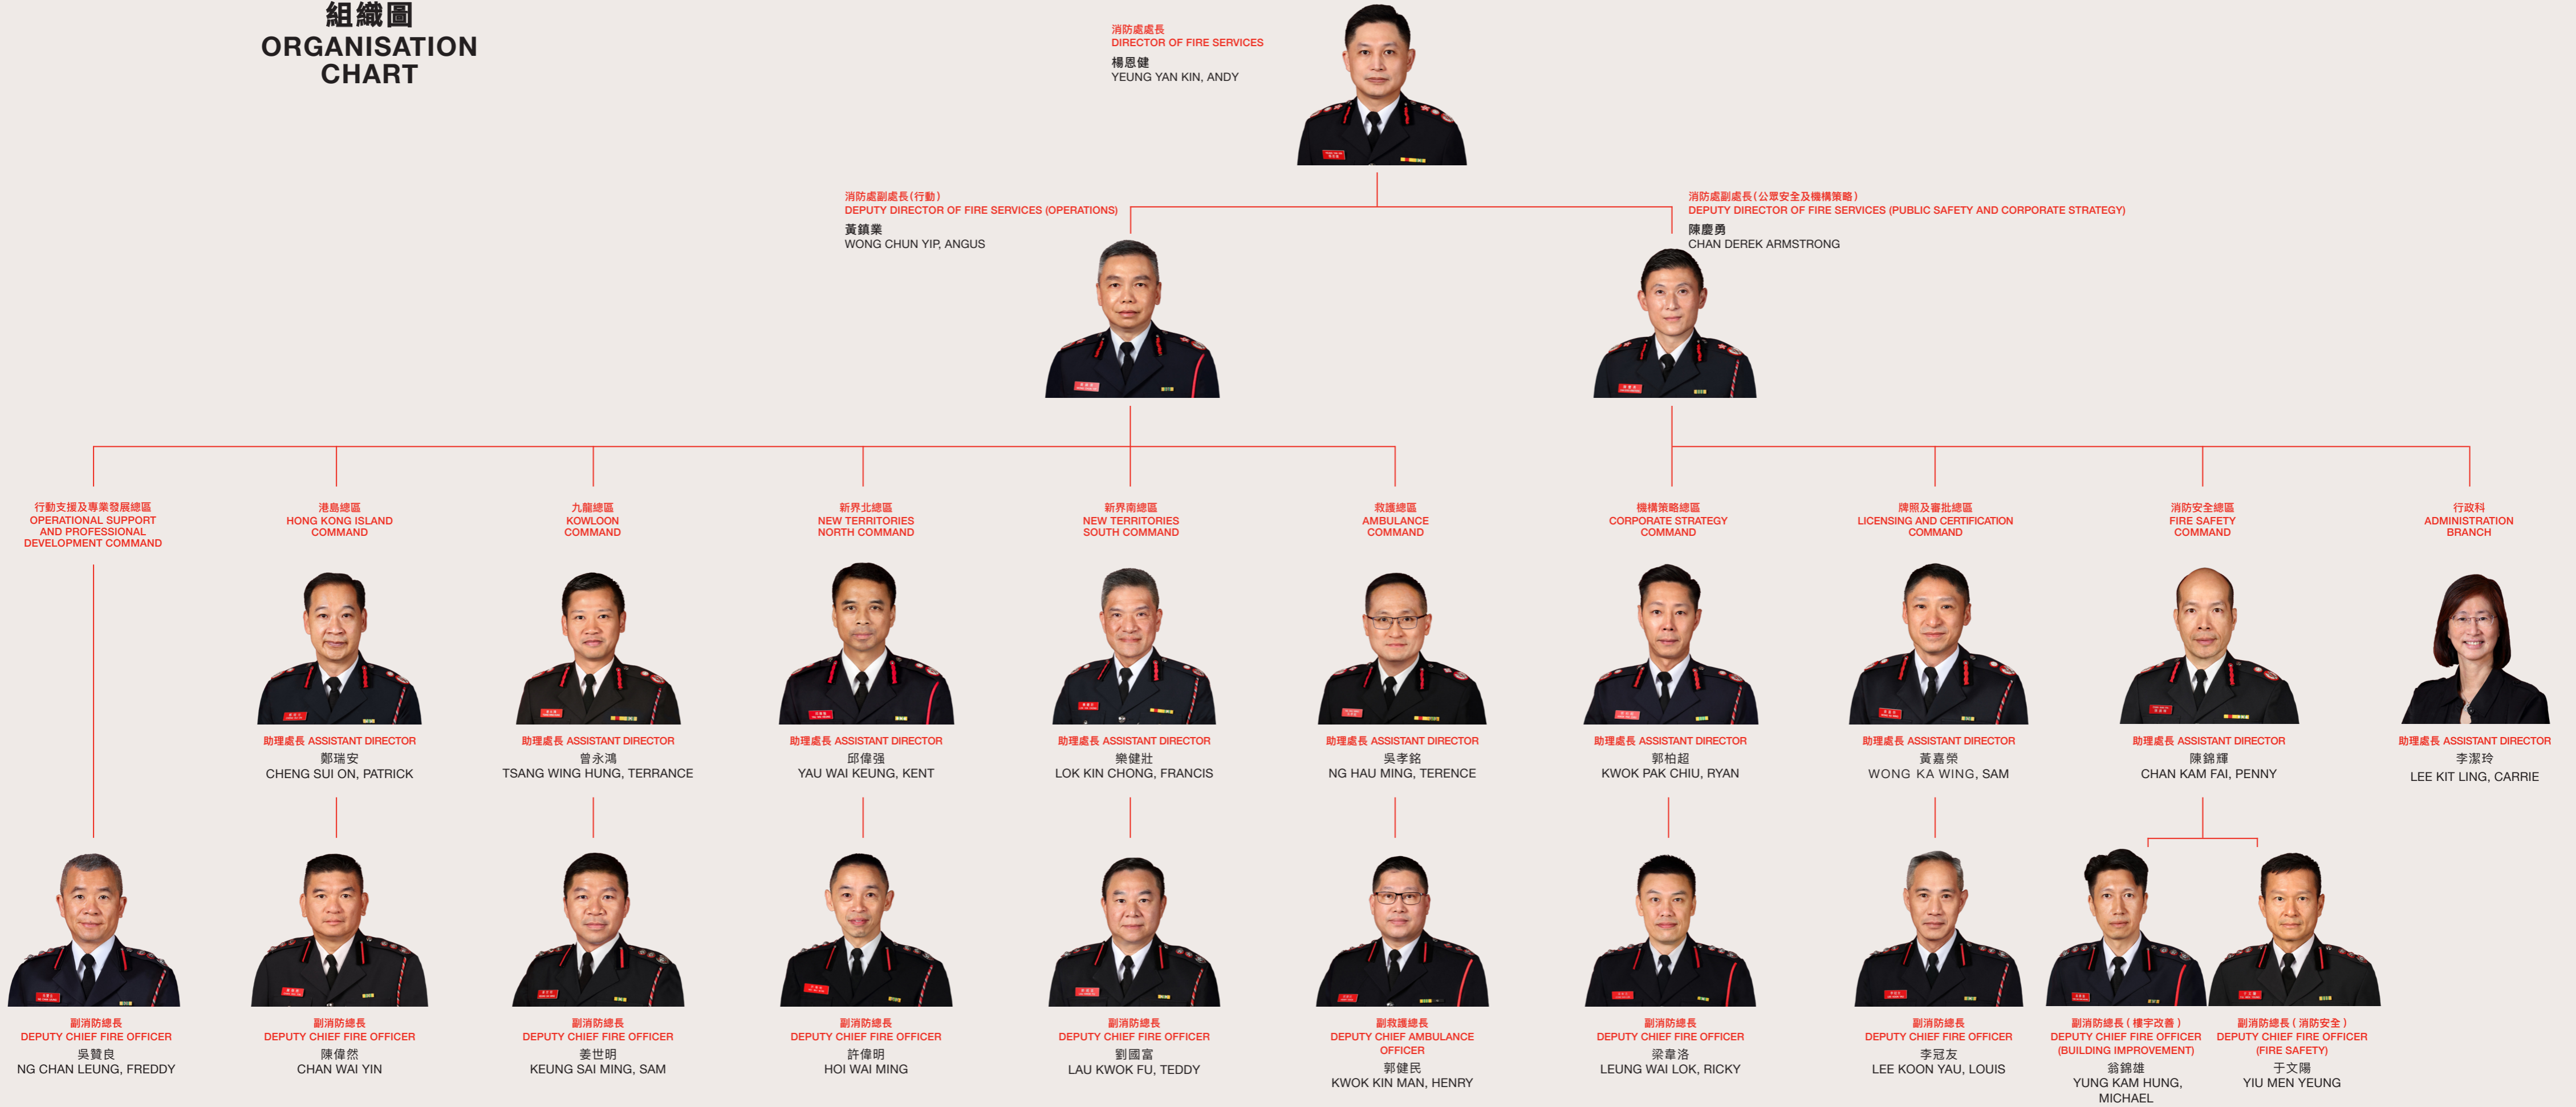 組織圖
ORGANISATION
CHART
消防處處長
DIRECTOR OF FIRE SERVICES
楊恩健
YEUNG YAN KIN, ANDY
消防處副處長(行動)
DEPUTY DIRECTOR OF FIRE SERVICES (OPERATIONS)
黃鎮業
WONG CHUN YIP, ANGUS
消防處副處長(公眾安全及機構策略)
DEPUTY DIRECTOR OF FIRE SERVICES (PUBLIC SAFETY AND CORPORATE STRATEGY)
陳慶勇
CHAN DEREK ARMSTRONG
行動支援及專業發展總區
OPERATIONAL SUPPORT
AND PROFESSIONAL
DEVELOPMENT COMMAND
港島總區
HONG KONG ISLAND
COMMAND
九龍總區
KOWLOON
COMMAND
新界北總區
NEW TERRITORIES
NORTH COMMAND
新界南總區
NEW TERRITORIES
SOUTH COMMAND
救護總區
AMBULANCE
COMMAND
機構策略總區
CORPORATE STRATEGY
COMMAND
牌照及審批總區
LICENSING AND CERTIFICATION
COMMAND
消防安全總區
FIRE SAFETY
COMMAND
行政科
ADMINISTRATION
BRANCH
助理處長 ASSISTANT DIRECTOR
鄭瑞安
CHENG SUI ON, PATRICK
助理處長 ASSISTANT DIRECTOR
曾永鴻
TSANG WING HUNG, TERRANCE
助理處長 ASSISTANT DIRECTOR
邱偉强
YAU WAI KEUNG, KENT
助理處長 ASSISTANT DIRECTOR
樂健壯
LOK KIN CHONG, FRANCIS
助理處長 ASSISTANT DIRECTOR
吳孝銘
NG HAU MING, TERENCE
助理處長 ASSISTANT DIRECTOR
郭柏超
KWOK PAK CHIU, RYAN
助理處長 ASSISTANT DIRECTOR
黃嘉榮
WONG KA WING, SAM
助理處長 ASSISTANT DIRECTOR
陳錦輝
CHAN KAM FAI, PENNY
助理處長 ASSISTANT DIRECTOR
李潔玲
LEE KIT LING, CARRIE
副消防總長
DEPUTY CHIEF FIRE OFFICER
吳贊良
NG CHAN LEUNG, FREDDY
副消防總長
DEPUTY CHIEF FIRE OFFICER
陳偉然
CHAN WAI YIN
副消防總長
DEPUTY CHIEF FIRE OFFICER
姜世明
KEUNG SAI MING, SAM
副消防總長
DEPUTY CHIEF FIRE OFFICER
許偉明
HOI WAI MING
副消防總長
DEPUTY CHIEF FIRE OFFICER
劉國富
LAU KWOK FU, TEDDY
副救護總長
DEPUTY CHIEF AMBULANCE
OFFICER
郭健民
KWOK KIN MAN, HENRY
副消防總長
DEPUTY CHIEF FIRE OFFICER
梁韋洛
LEUNG WAI LOK, RICKY
副消防總長
DEPUTY CHIEF FIRE OFFICER
李冠友
LEE KOON YAU, LOUIS
副消防總長 ( 樓宇改善 )
DEPUTY CHIEF FIRE OFFICER
(BUILDING IMPROVEMENT)
翁錦雄
YUNG KAM HUNG,
MICHAEL
副消防總長 ( 消防安全 )
DEPUTY CHIEF FIRE OFFICER
(FIRE SAFETY)
于文陽
YIU MEN YEUNG